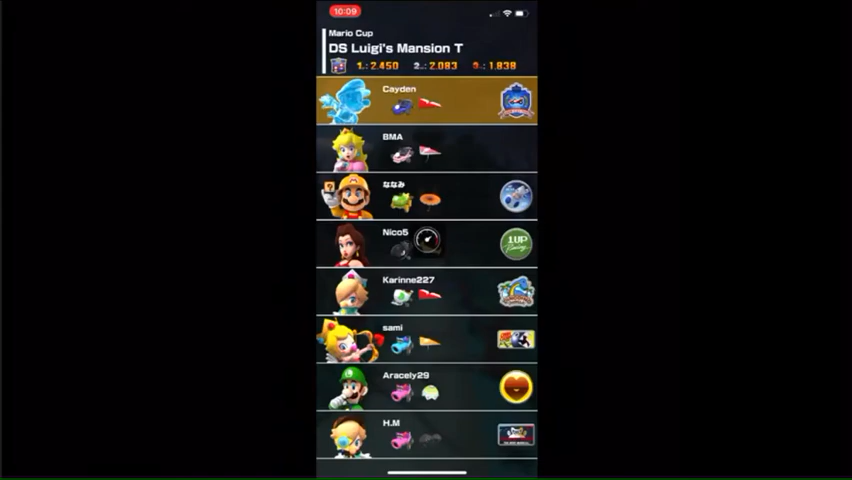 10:09
Mario Cup
DS Luigi's Mansion T
1.: 2,450 2.: 2,083 3.: 1,838
Cayden
BMA
ななみ
Nico5
1UP
Racing
Karinne227
sami
Aracely29
H.M